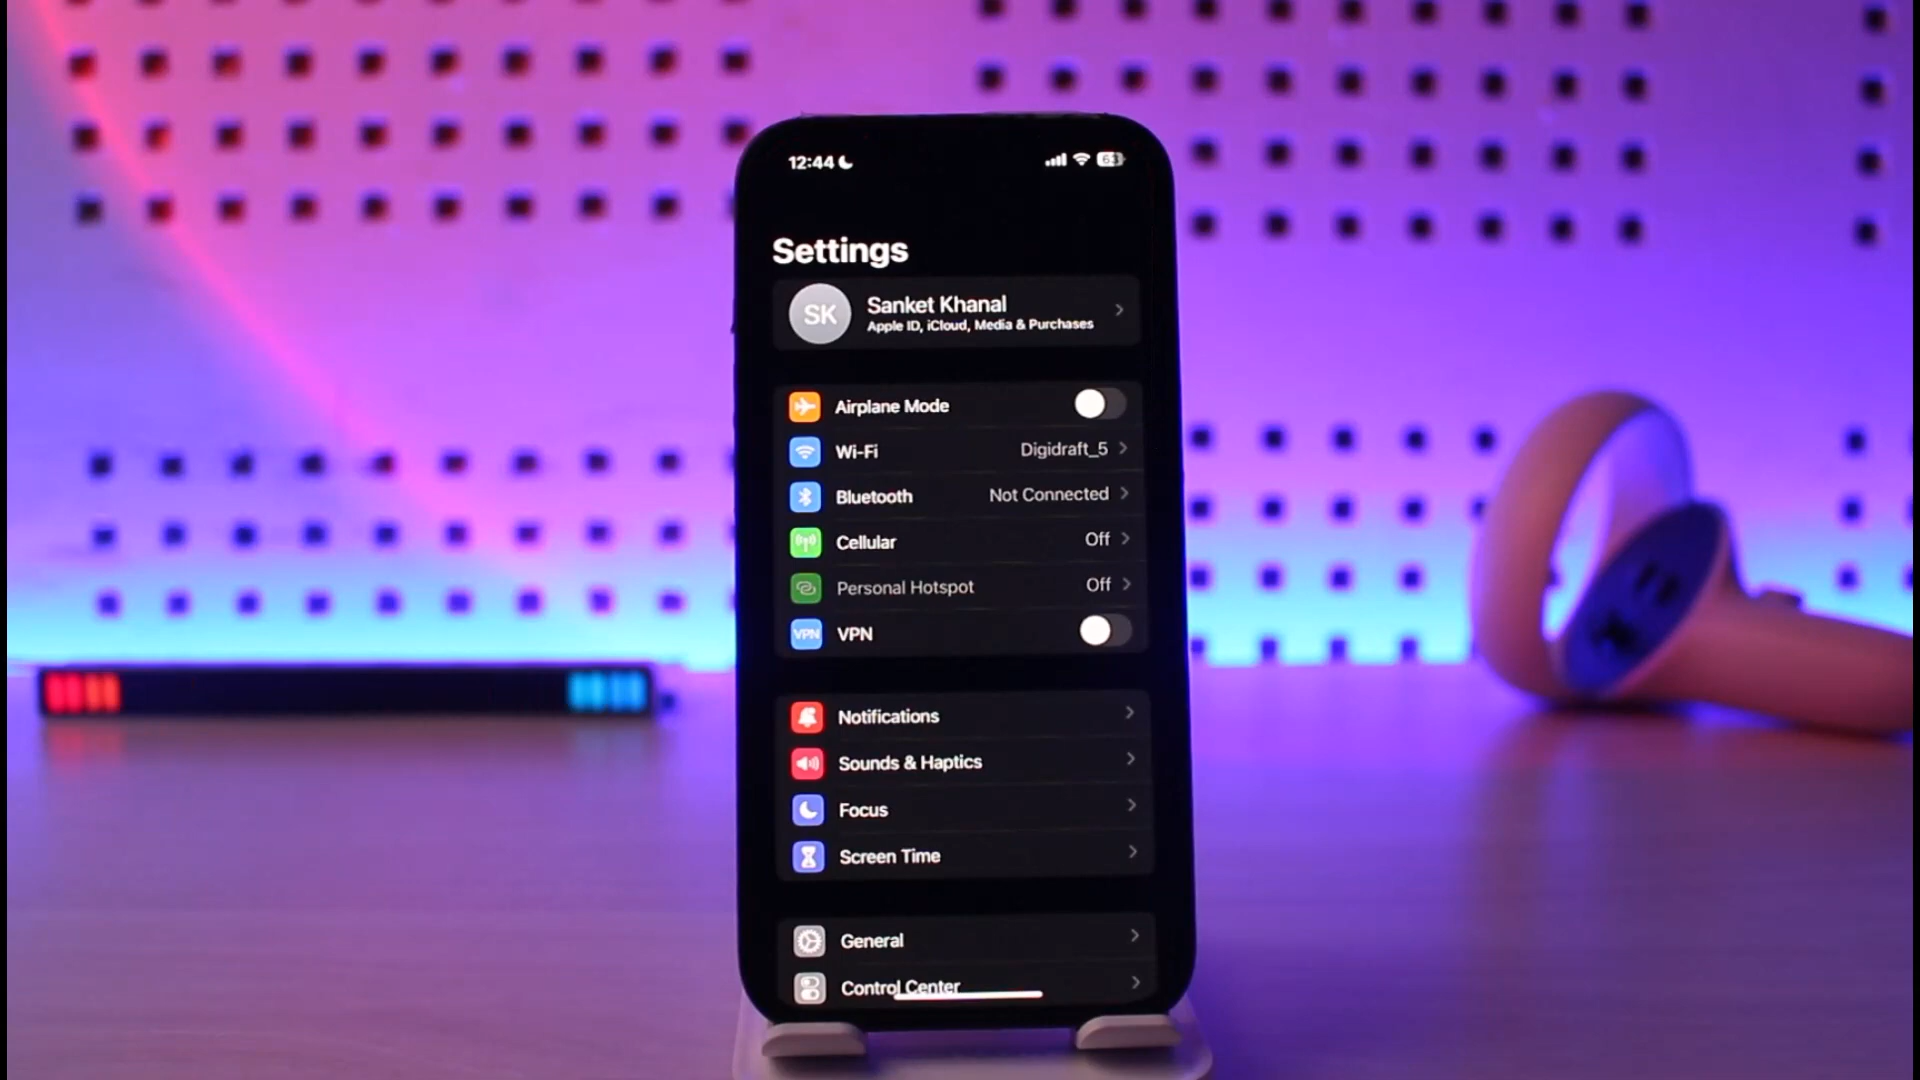 12:44
63
Settings
SK
Sanket Khanal
Apple ID, iCloud, Media & Purchases
Airplane Mode
Wi-Fi Digidraft_5
Bluetooth Not Connected
Cellular Off
Personal Hotspot Off
VPN VPN
Notifications
Sounds & Haptics
Focus
Screen Time
General
Control Center